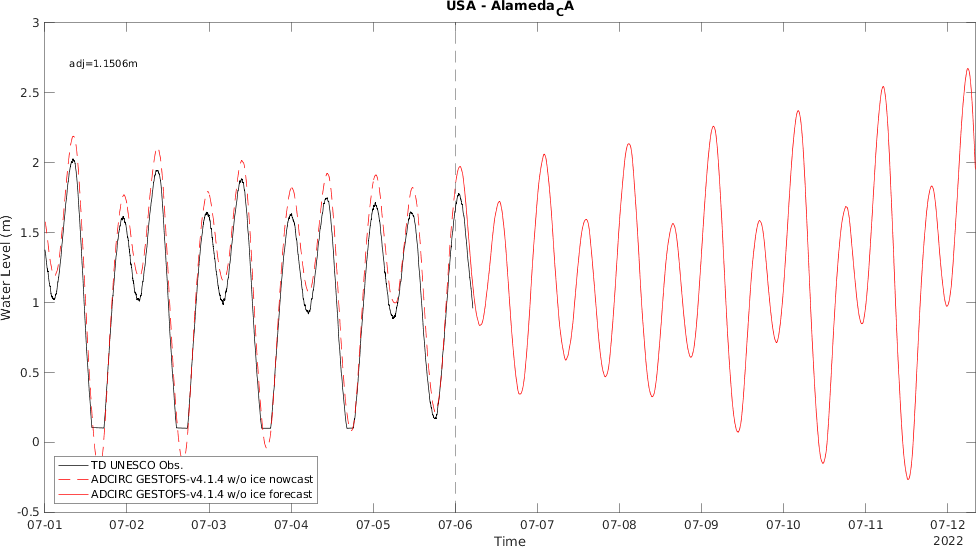 USA - Alameda_CA
3
adj=1.1506m
2.5
2
1.5
1
0.5
0
-0.5
Water Level (m)
TD UNESCO Obs.
ADCIRC GESTOFS-v4.1.4 w/o ice nowcast
ADCIRC GESTOFS-v4.1.4 w/o ice forecast
07-01 07-02 07-03 07-04 07-05 07-06 07-07 07-08 07-09 07-10 07-11 07-12
Time
2022